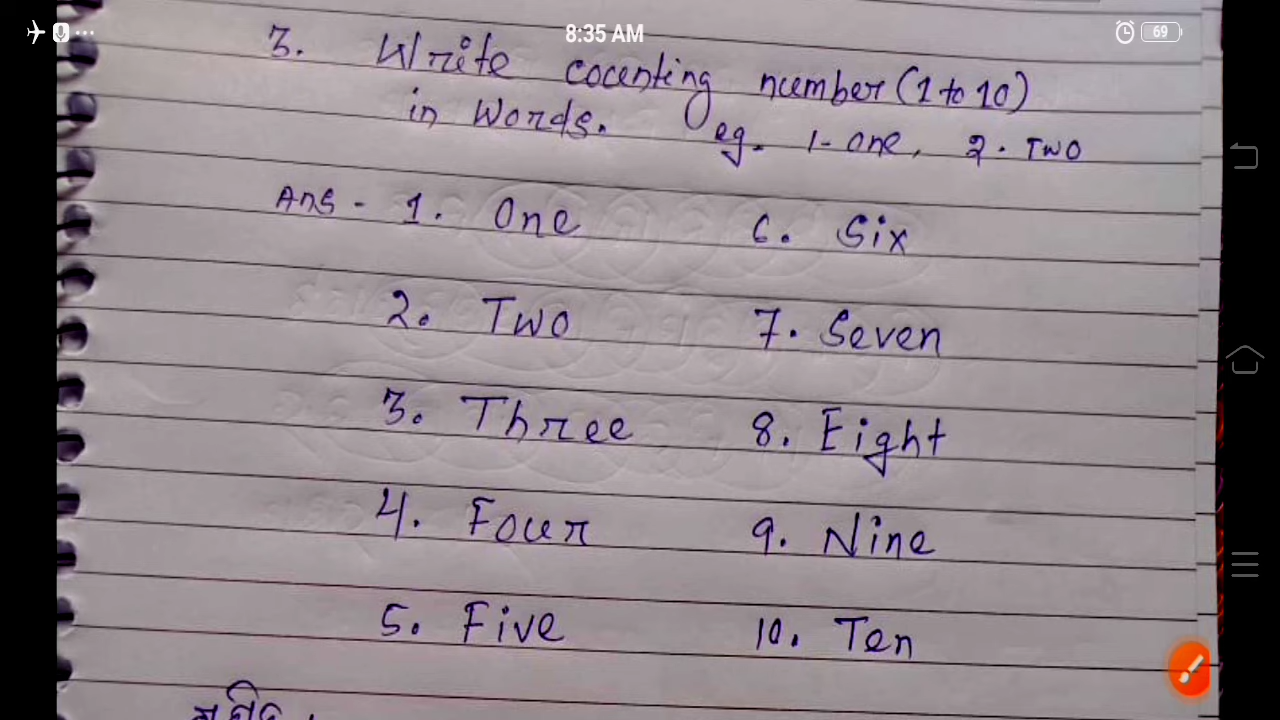 8:35 AM
69
3. Write counting number (1 to 10)
in Words. eg. 1- one, 2. Two
Ans - 1. One 6. Six
2. Two 7. Seven
3. Three 8. Eight
4. Four 9. Nine
5. Five 10. Ten